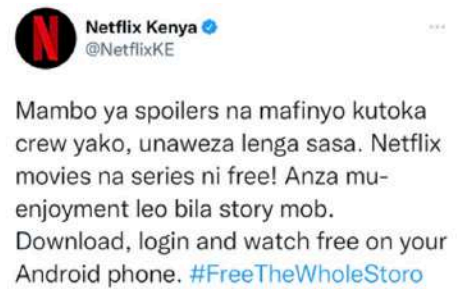 Netflix Kenya
@NetflixKE
Mambo ya spoilers na mafinyo kutoka
crew yako, unaweza lenga sasa. Netflix
movies na series ni free! Anza mu-
enjoyment leo bila story mob.
Download, login and watch free on your
Android phone. #FreeTheWholeStoro